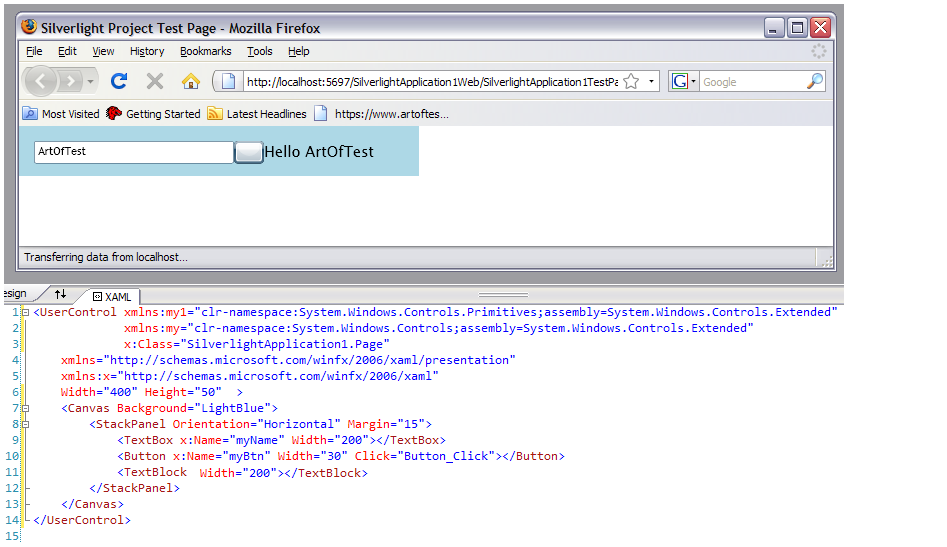 Silverlight Project Test Page - Mozilla Firefox
File Edit View History Bookmarks Tools Help
http://localhost:5697/SilverlightApplication1Web/SilverlightApplication1TestPa
G Google
Most Visited Getting Started Latest Headlines https://www.artoftes...
ArtOfTest Hello ArtOfTest
Transferring data from localhost...
esign XAML
1 <UserControl xmlns:my1="clr-namespace:System.Windows.Controls.Primitives;assembly=System.Windows.Controls.Extended"
2 xmlns:my="clr-namespace:System.Windows.Controls;assembly=System.Windows.Controls.Extended"
3 x:Class="SilverlightApplication1.Page"
4 xmlns="http://schemas.microsoft.com/winfx/2006/xaml/presentation"
5 xmlns:x="http://schemas.microsoft.com/winfx/2006/xaml"
6 Width="400" Height="50" >
7 <Canvas Background="LightBlue">
8 <StackPanel Orientation="Horizontal" Margin="15">
9 <TextBox x:Name="myName" Width="200"></TextBox>
10 <Button x:Name="myBtn" Width="30" Click="Button_Click"></Button>
11 <TextBlock Width="200"></TextBlock>
12 </StackPanel>
13 </Canvas>
14 </UserControl>
15